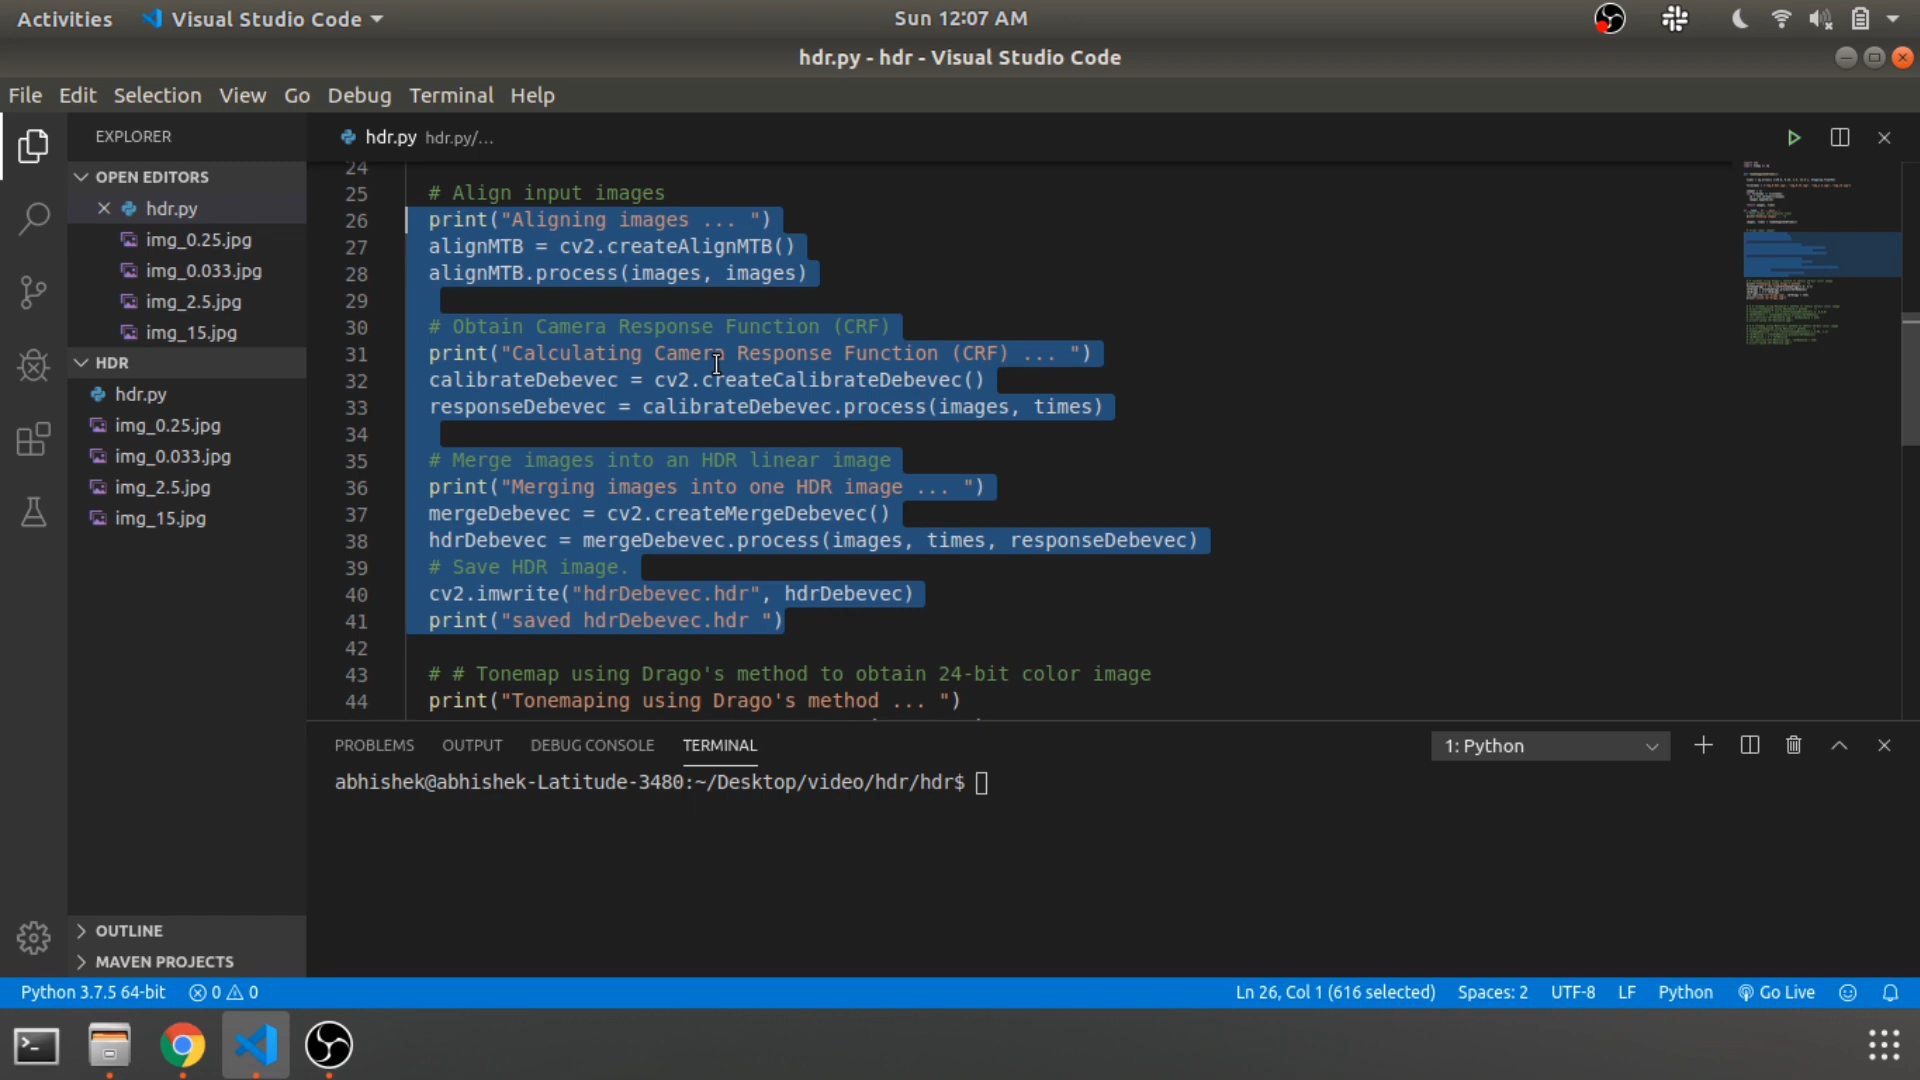 Activities
Visual Studio Code
Sun 12:07 AM
hdr.py - hdr - Visual Studio Code
File Edit Selection View Go Debug Terminal Help
EXPLORER
OPEN EDITORS
hdr.py
img_0.25.jpg
img_0.033.jpg
img_2.5.jpg
img_15.jpg
HDR
hdr.py
img_0.25.jpg
img_0.033.jpg
img_2.5.jpg
img_15.jpg
OUTLINE
MAVEN PROJECTS
hdr.py hdr.py/...
24
25 # Align input images
26 print("Aligning images ... ")
27 alignMTB = cv2.createAlignMTB()
28 alignMTB.process(images, images)
29
30 # Obtain Camera Response Function (CRF)
31 print("Calculating Camera Response Function (CRF) ... ")
32 calibrateDebevec = cv2.createCalibrateDebevec()
33 responseDebevec = calibrateDebevec.process(images, times)
34
35 # Merge images into an HDR linear image
36 print("Merging images into one HDR image ... ")
37 mergeDebevec = cv2.createMergeDebevec()
38 hdrDebevec = mergeDebevec.process(images, times, responseDebevec)
39 # Save HDR image.
40 cv2.imwrite("hdrDebevec.hdr", hdrDebevec)
41 print("saved hdrDebevec.hdr ")
42
43 # # Tonemap using Drago's method to obtain 24-bit color image
44 print("Tonemaping using Drago's method ... ")
PROBLEMS OUTPUT DEBUG CONSOLE TERMINAL
1: Python
abhishek@abhishek-Latitude-3480:~/Desktop/video/hdr/hdr$
Python 3.7.5 64-bit 0 0
Ln 26, Col 1 (616 selected) Spaces: 2 UTF-8 LF Python Go Live